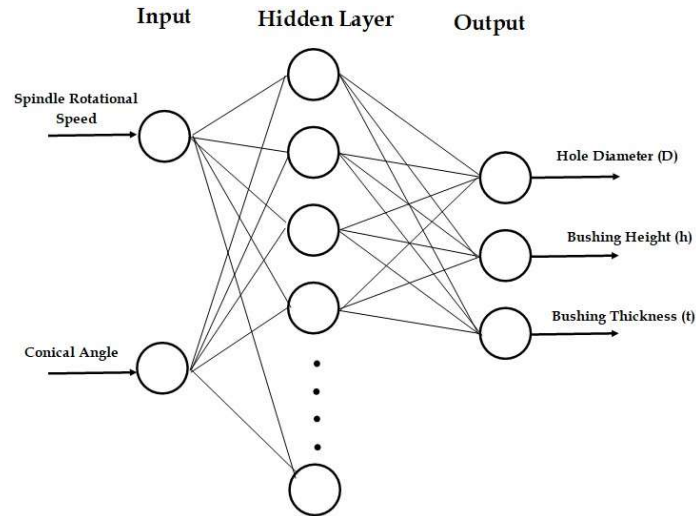 Input
Hidden Layer
Output
Spindle Rotational
Speed
Hole Diameter (D)
Bushing Height (h)
Bushing Thickness (t)
Conical Angle